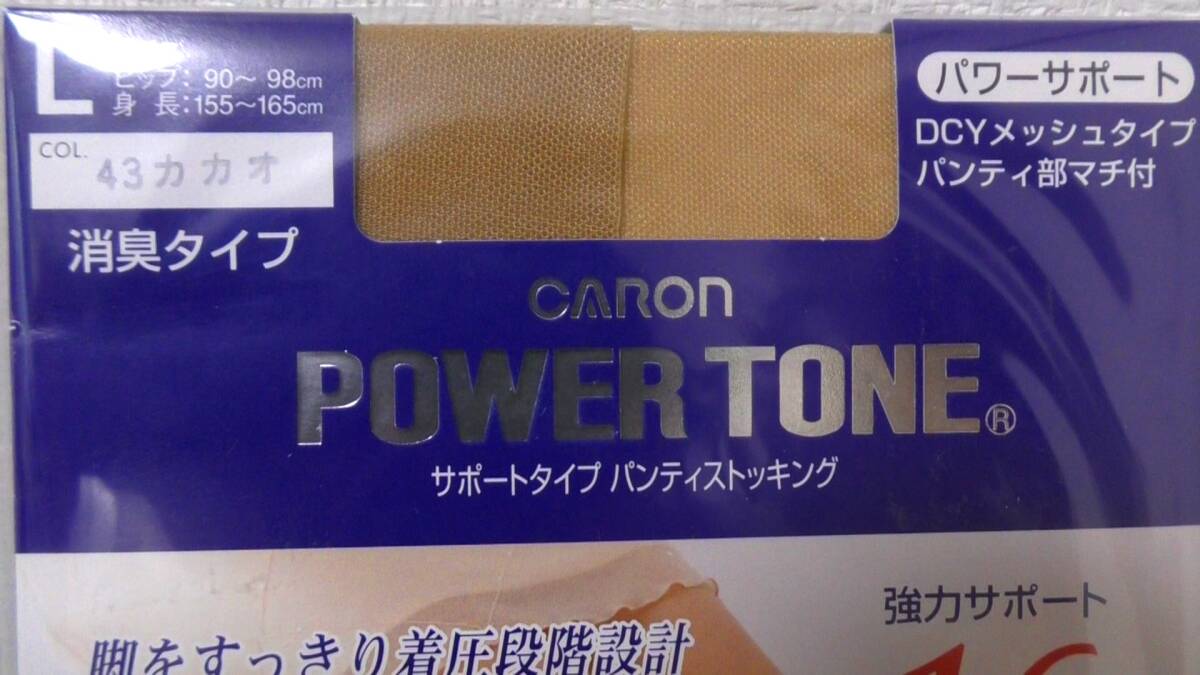 L
ヒップ: 90～98cm
身 長:155～165cm
COL.
43カカオ
消臭タイプ
パワーサポート
DCYメッシュタイプ
パンティ部マチ付
CARON
POWER TONE®
サポートタイプ パンティストッキング
強力サポート
脚をすっきり着圧段階設計